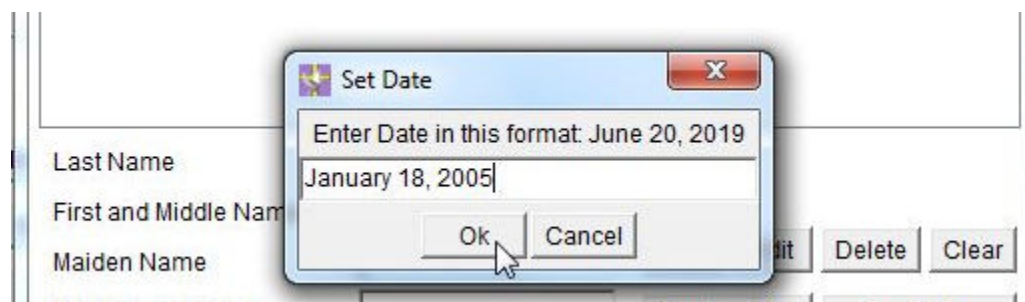 Set Date
Enter Date in this format: June 20, 2019
Last Name
January 18, 2005
First and Middle Nam
Ok Cancel
Maiden Name
dit Delete Clear